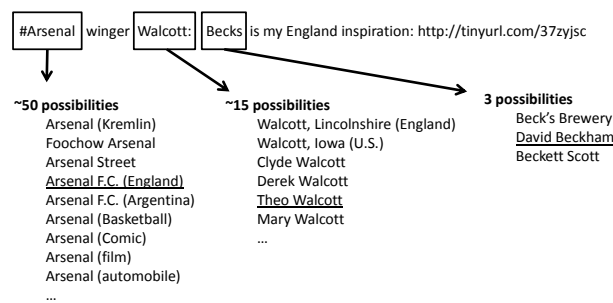 #Arsenal winger Walcott: Becks is my England inspiration: http://tinyurl.com/37zyjsc
~50 possibilities
Arsenal (Kremlin)
Foochow Arsenal
Arsenal Street
Arsenal F.C. (England)
Arsenal F.C. (Argentina)
Arsenal (Basketball)
Arsenal (Comic)
Arsenal (film)
Arsenal (automobile)
…
~15 possibilities
Walcott, Lincolnshire (England)
Walcott, Iowa (U.S.)
Clyde Walcott
Derek Walcott
Theo Walcott
Mary Walcott
…
3 possibilities
Beck's Brewery
David Beckham
Beckett Scott